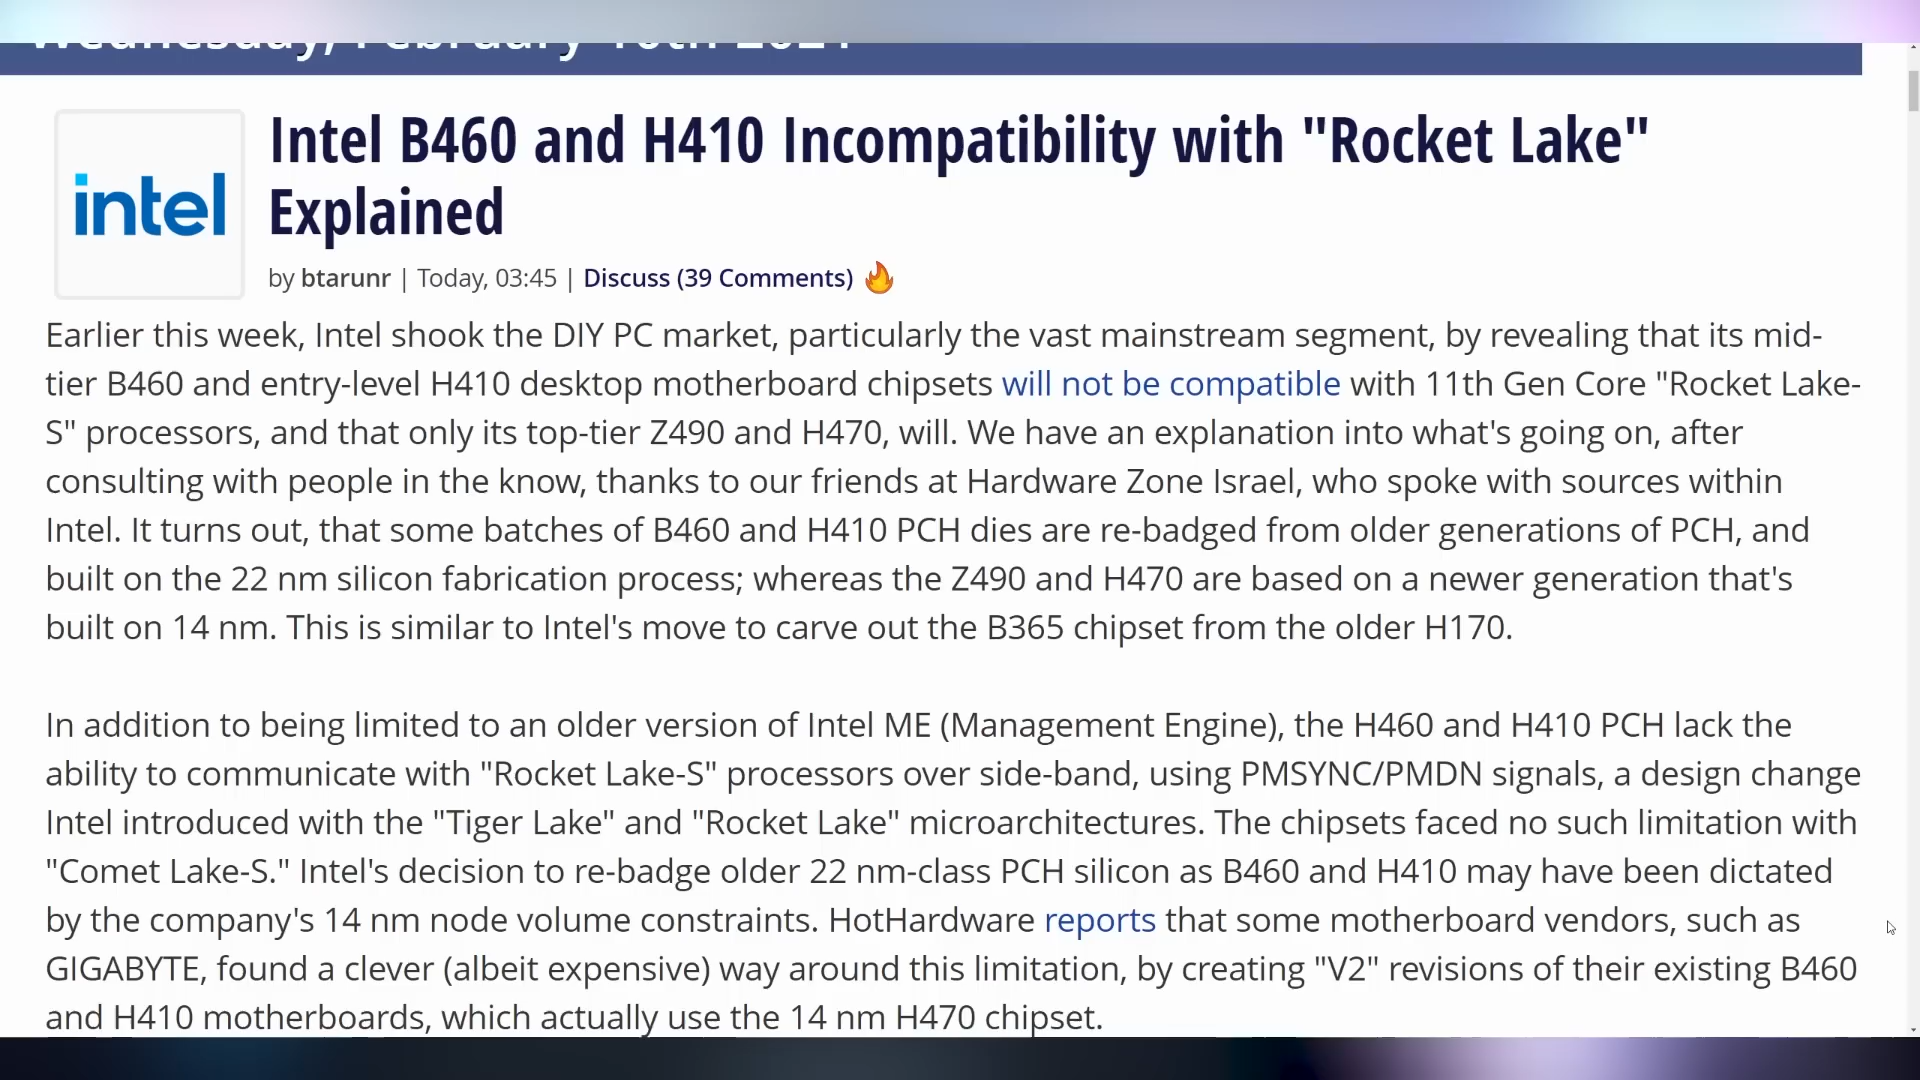 Wednesday, February 10th 2021
intel
Intel B460 and H410 Incompatibility with "Rocket Lake"
Explained
by btarunr | Today, 03:45 | Discuss (39 Comments)
Earlier this week, Intel shook the DIY PC market, particularly the vast mainstream segment, by revealing that its mid-
tier B460 and entry-level H410 desktop motherboard chipsets will not be compatible with 11th Gen Core "Rocket Lake-
S" processors, and that only its top-tier Z490 and H470, will. We have an explanation into what's going on, after
consulting with people in the know, thanks to our friends at Hardware Zone Israel, who spoke with sources within
Intel. It turns out, that some batches of B460 and H410 PCH dies are re-badged from older generations of PCH, and
built on the 22 nm silicon fabrication process; whereas the Z490 and H470 are based on a newer generation that's
built on 14 nm. This is similar to Intel's move to carve out the B365 chipset from the older H170.
In addition to being limited to an older version of Intel ME (Management Engine), the H460 and H410 PCH lack the
ability to communicate with "Rocket Lake-S" processors over side-band, using PMSYNC/PMDN signals, a design change
Intel introduced with the "Tiger Lake" and "Rocket Lake" microarchitectures. The chipsets faced no such limitation with
"Comet Lake-S." Intel's decision to re-badge older 22 nm-class PCH silicon as B460 and H410 may have been dictated
by the company's 14 nm node volume constraints. HotHardware reports that some motherboard vendors, such as
GIGABYTE, found a clever (albeit expensive) way around this limitation, by creating "V2" revisions of their existing B460
and H410 motherboards, which actually use the 14 nm H470 chipset.